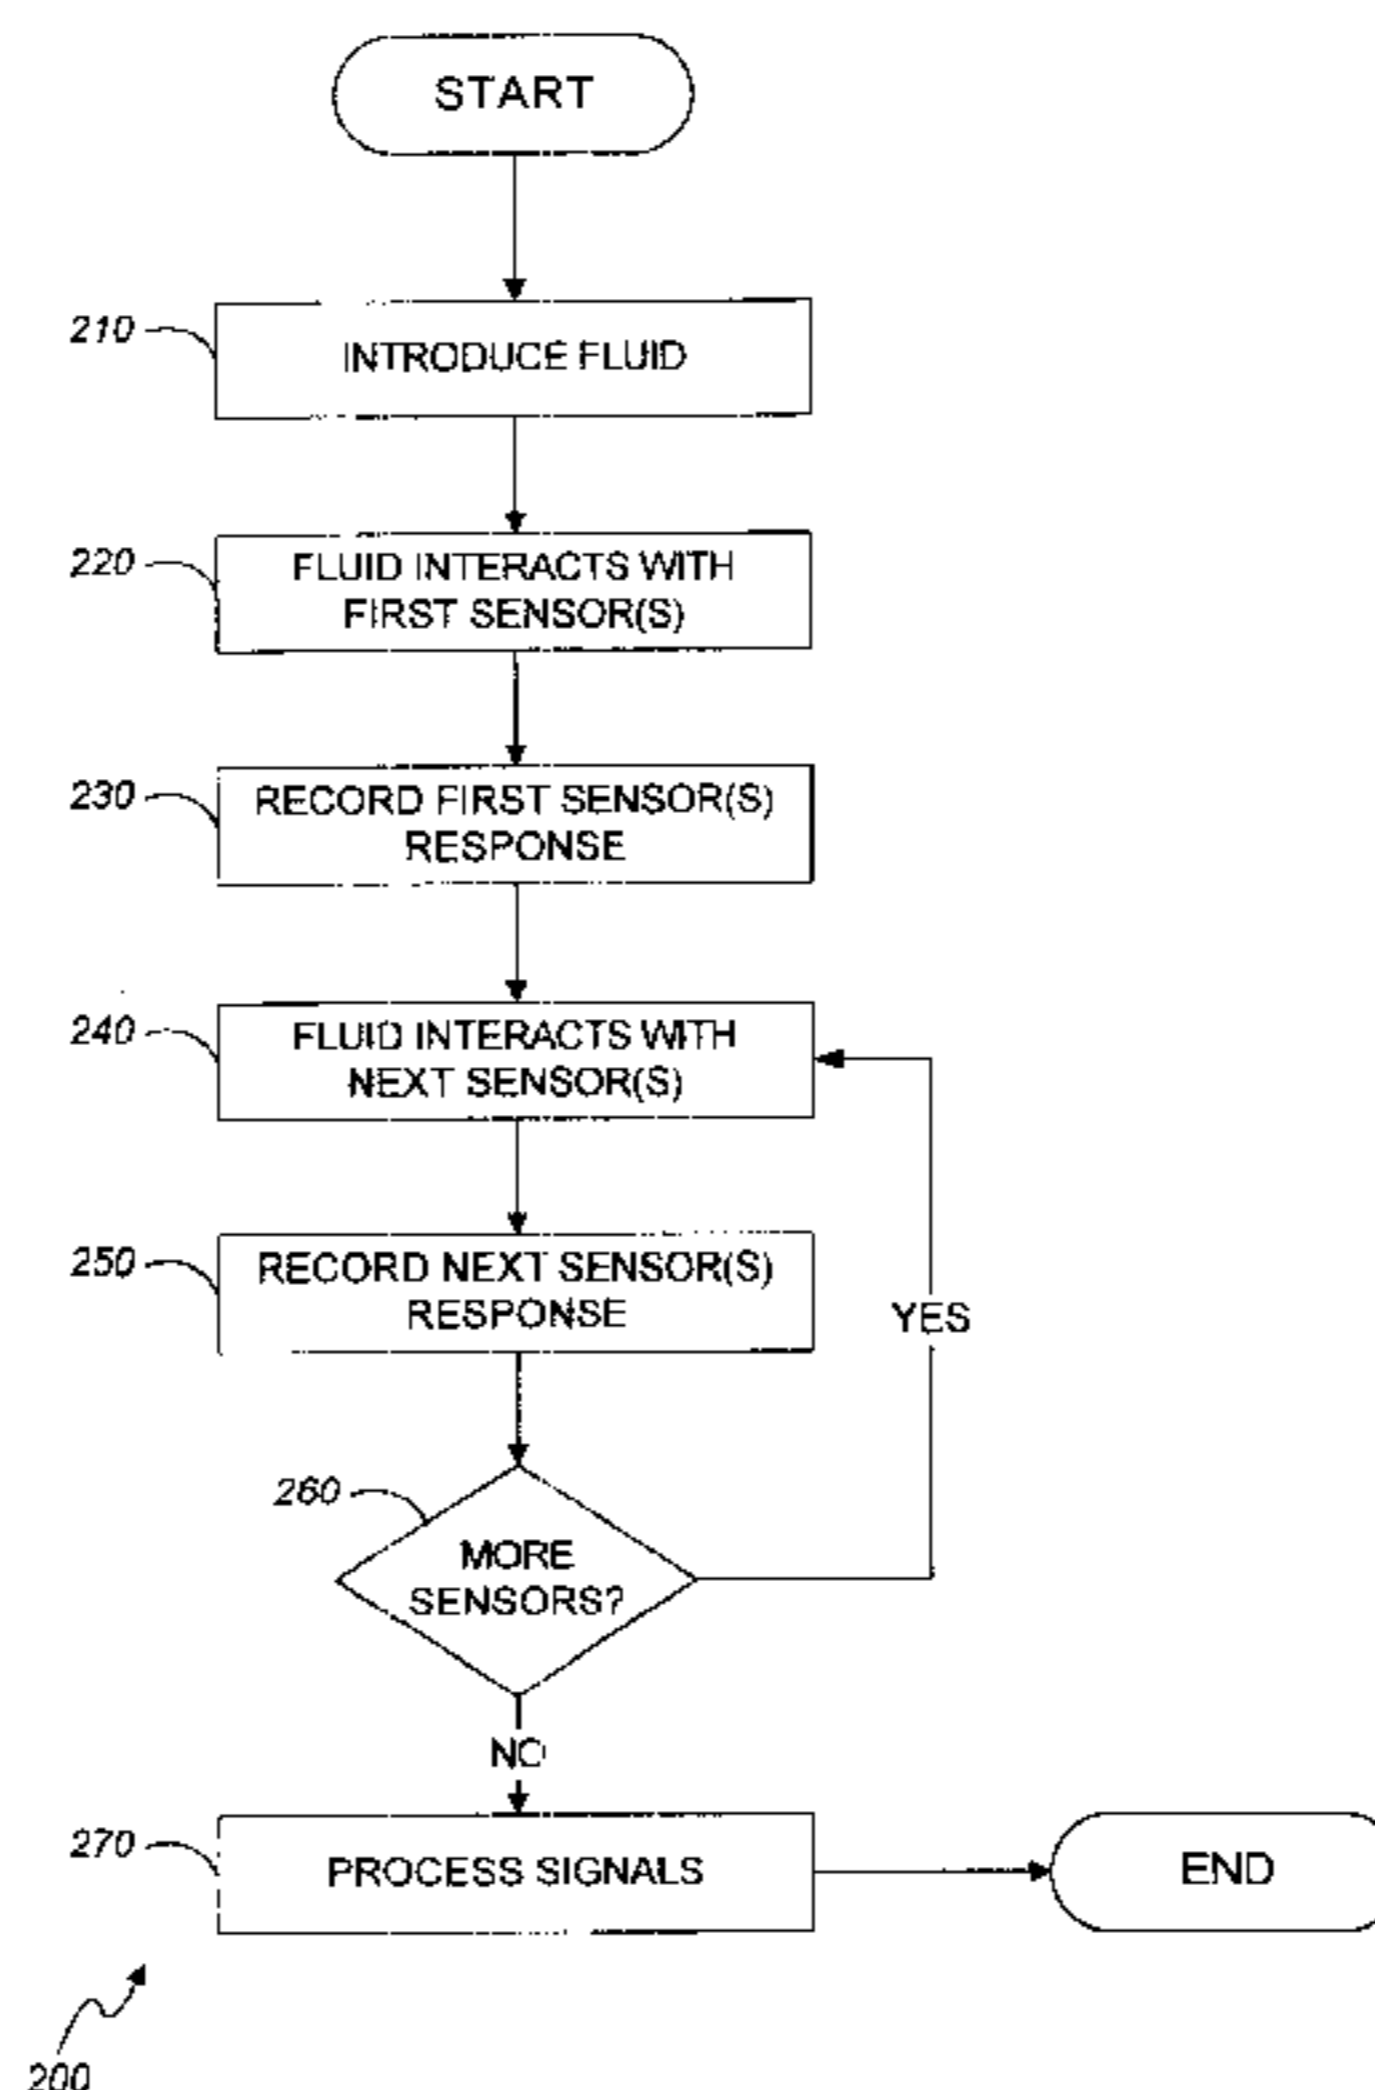 START
210
INTRODUCE FLUID
220
FLUID INTERACTS WITH
FIRST SENSOR(S)
230
RECORD FIRST SENSOR(S)
RESPONSE
240
FLUID INTERACTS WITH
NEXT SENSOR(S)
250
RECORD NEXT SENSOR(S)
RESPONSE
YES
260
MORE
SENSORS?
NO
270
PROCESS SIGNALS
END
200